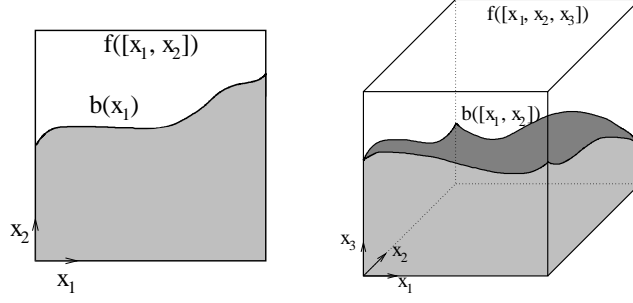 f([x₁, x₂])
b(x₁)
x₂
x₁
f([x₁, x₂, x₃])
b([x₁, x₂])
x₃
x₂
x₁